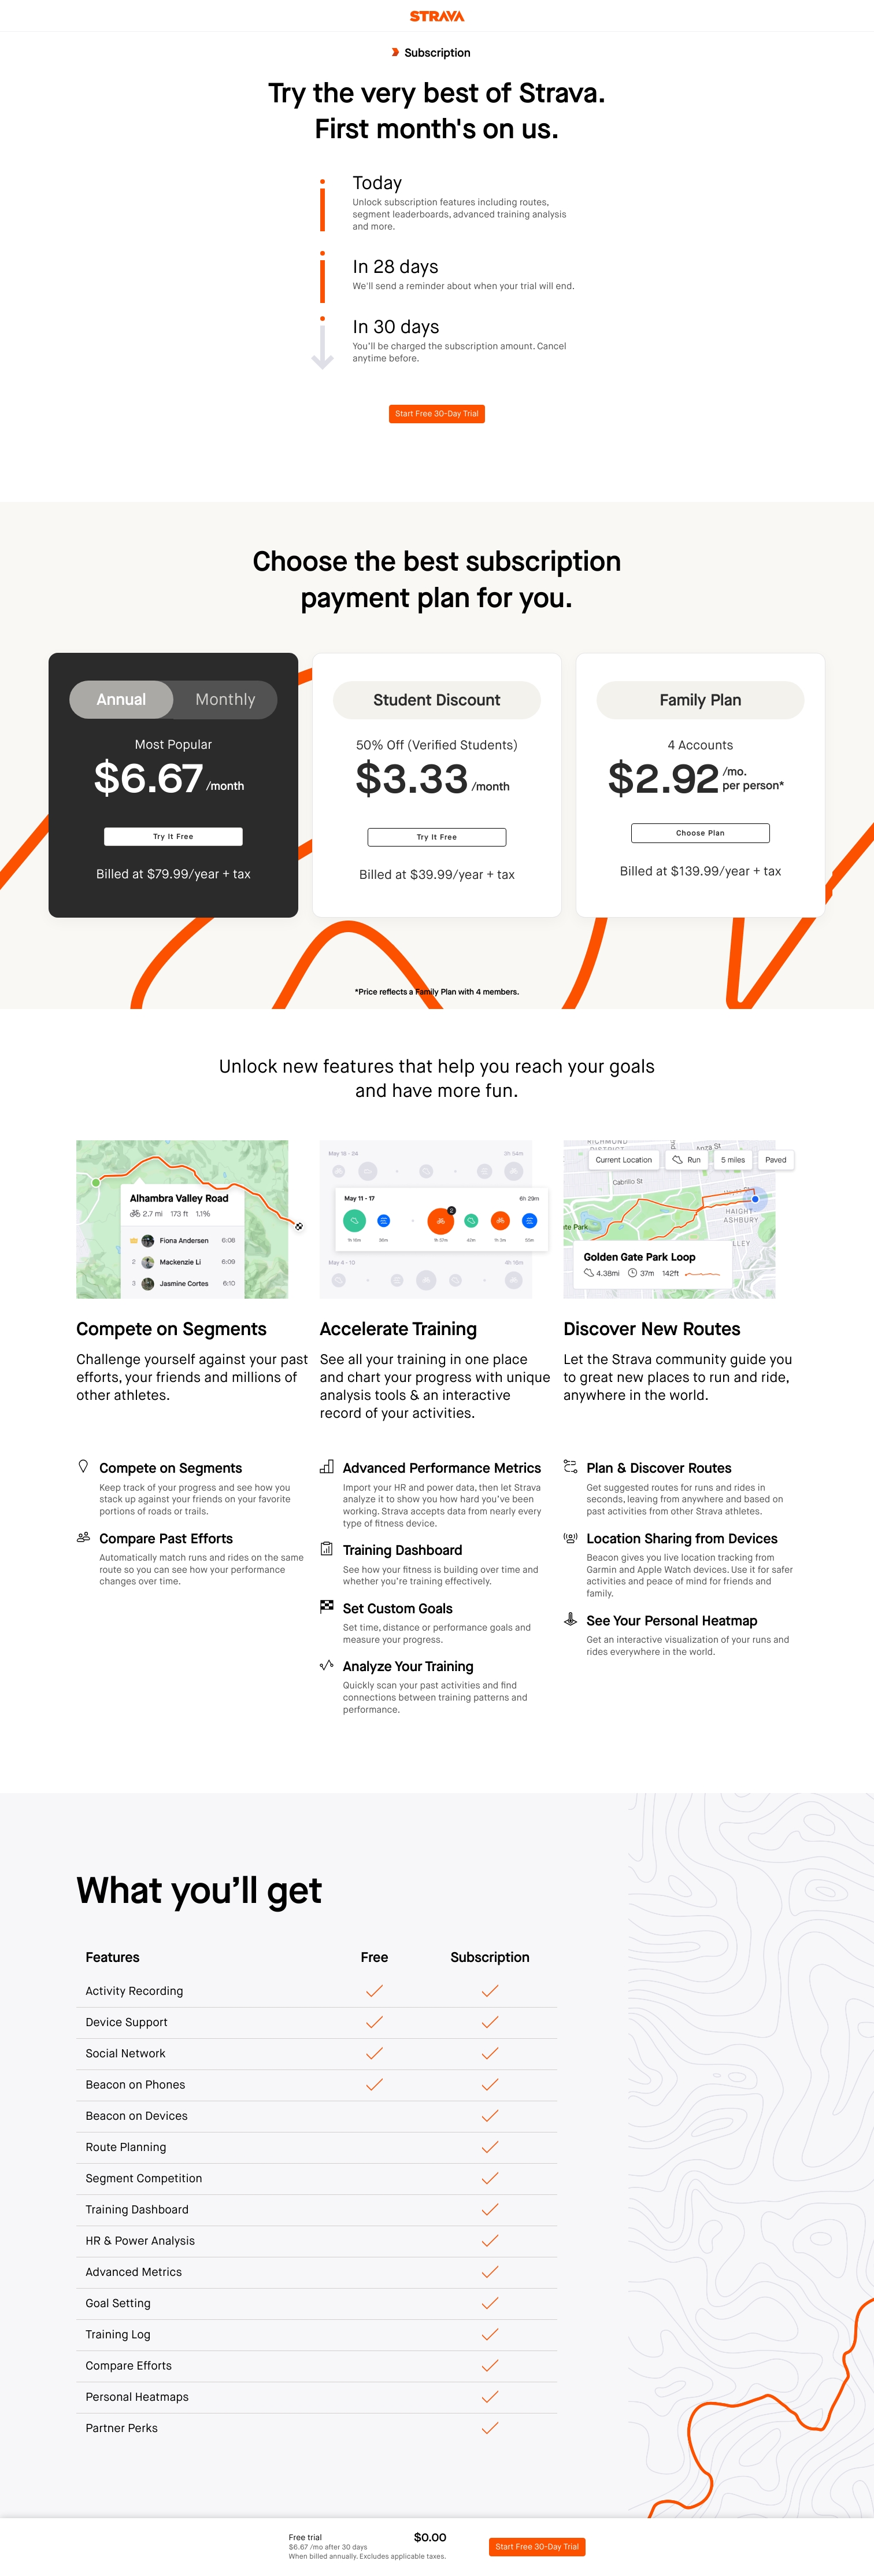 STRAVA
Subscription
Try the very best of Strava.
First month's on us.
Today
Unlock subscription features including routes,
segment leaderboards, advanced training analysis
and more.
In 28 days
We'll send a reminder about when your trial will end.
In 30 days
You'll be charged the subscription amount. Cancel
anytime before.
Start Free 30-Day Trial
Choose the best subscription
payment plan for you.
Annual Monthly
Most Popular
$6.67 /month
Try It Free
Billed at $79.99/year + tax
Student Discount
50% Off (Verified Students)
$3.33 /month
Try It Free
Billed at $39.99/year + tax
Family Plan
4 Accounts
$2.92 /mo.
per person*
Choose Plan
Billed at $139.99/year + tax
*Price reflects a Family Plan with 4 members.
Unlock new features that help you reach your goals
and have more fun.
Alhambra Valley Road
2.7 mi 173 ft 1.1%
Fiona Andersen 6:08
2 Mackenzie Li 6:09
3 Jasmine Cortes 6:10
Compete on Segments
Challenge yourself against your past
efforts, your friends and millions of
other athletes.
Compete on Segments
Keep track of your progress and see how you
stack up against your friends on your favorite
portions of roads or trails.
Compare Past Efforts
Automatically match runs and rides on the same
route so you can see how your performance
changes over time.
May 18 - 24 2h 54m
May 11 - 17 6h 29m
2
May 4 - 10 4h 16m
Accelerate Training
See all your training in one place
and chart your progress with unique
analysis tools & an interactive
record of your activities.
Advanced Performance Metrics
Import your HR and power data, then let Strava
analyze it to show you how hard you've been
working. Strava accepts data from nearly every
type of fitness device.
Training Dashboard
See how your fitness is building over time and
whether you're training effectively.
Set Custom Goals
Set time, distance or performance goals and
measure your progress.
Analyze Your Training
Quickly scan your past activities and find
connections between training patterns and
performance.
RICHMOND
Anza St
Current Location Run 5 miles Paved
Cabrillo St
HAIGHT
ASHBURY
LLEY
Golden Gate Park Loop
4.38mi 37m 142ft
Discover New Routes
Let the Strava community guide you
to great new places to run and ride,
anywhere in the world.
Plan & Discover Routes
Get suggested routes for runs and rides in
seconds, leaving from anywhere and based on
past activities from other Strava athletes.
Location Sharing from Devices
Beacon gives you live location tracking from
Garmin and Apple Watch devices. Use it for safer
activities and peace of mind for friends and
family.
See Your Personal Heatmap
Get an interactive visualization of your runs and
rides everywhere in the world.
What you'll get
Features Free Subscription
Activity Recording
Device Support
Social Network
Beacon on Phones
Beacon on Devices
Route Planning
Segment Competition
Training Dashboard
HR & Power Analysis
Advanced Metrics
Goal Setting
Training Log
Compare Efforts
Personal Heatmaps
Partner Perks
Free trial $0.00
$6.67 /mo after 30 days
When billed annually. Excludes applicable taxes.
Start Free 30-Day Trial